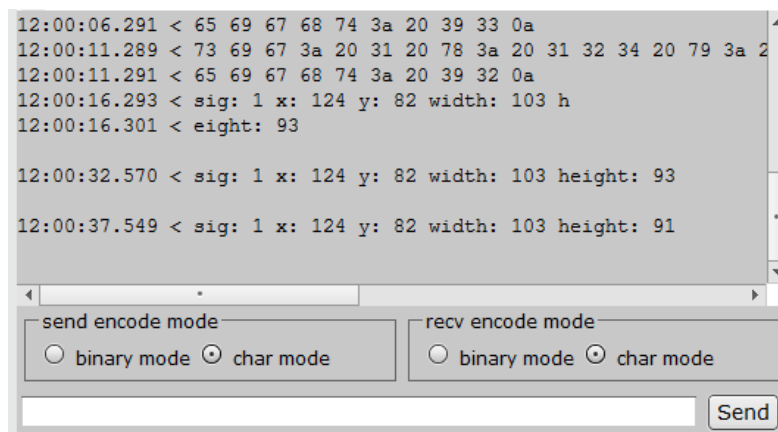 12:00:06.291 < 65 69 67 68 74 3a 20 39 33 0a
12:00:11.289 < 73 69 67 3a 20 31 20 78 3a 20 31 32 34 20 79 3a 2
12:00:11.291 < 65 69 67 68 74 3a 20 39 32 0a
12:00:16.293 < sig: 1 x: 124 y: 82 width: 103 h
12:00:16.301 < eight: 93
12:00:32.570 < sig: 1 x: 124 y: 82 width: 103 height: 93
12:00:37.549 < sig: 1 x: 124 y: 82 width: 103 height: 91
send encode mode recv encode mode
binary mode char mode binary mode char mode
Send